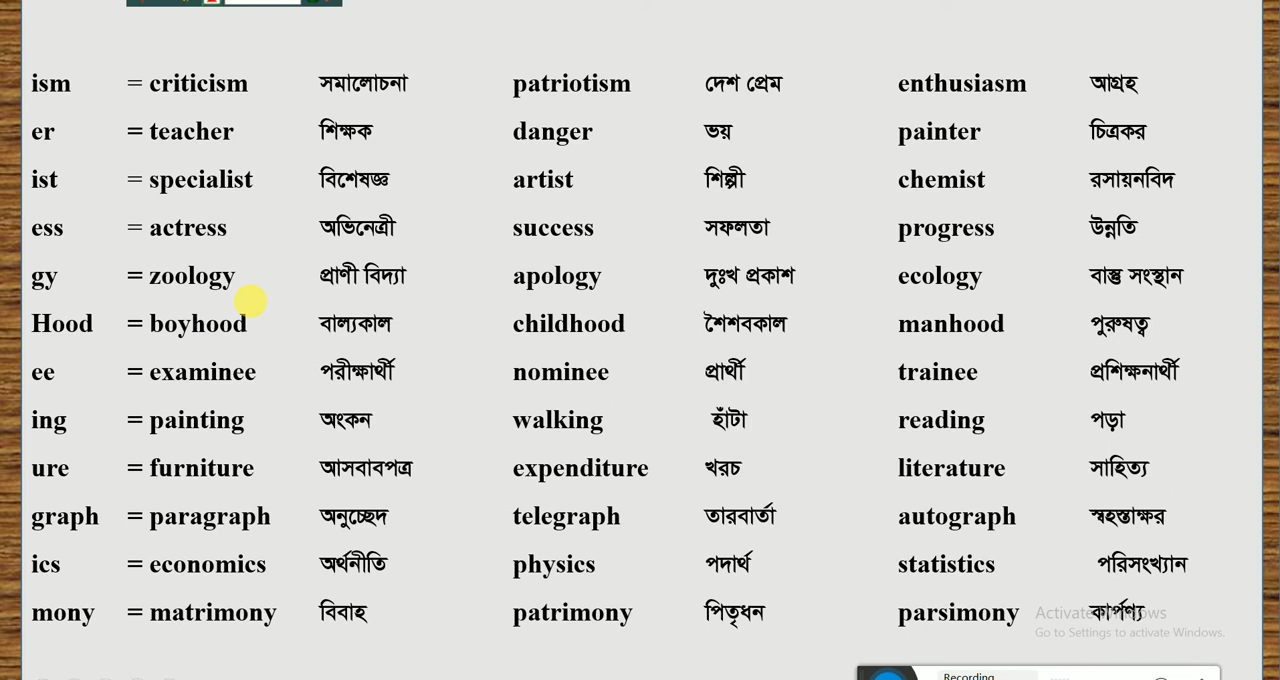 ism = criticism সমালোচনা patriotism দেশ প্রেম enthusiasm আগ্রহ
er = teacher শিক্ষক danger ভয় painter চিত্রকর
ist = specialist বিশেষজ্ঞ artist শিল্পী chemist রসায়নবিদ
ess = actress অভিনেত্রী success সফলতা progress উন্নতি
gy = zoology প্রাণী বিদ্যা apology দুঃখ প্রকাশ ecology বাস্তু সংস্থান
Hood = boyhood বাল্যকাল childhood শৈশবকাল manhood পুরুষত্ব
ee = examinee পরীক্ষার্থী nominee প্রার্থী trainee প্রশিক্ষনার্থী
ing = painting অংকন walking হাঁটা reading পড়া
ure = furniture আসবাবপত্র expenditure খরচ literature সাহিত্য
graph = paragraph অনুচ্ছেদ telegraph তারবার্তা autograph স্বহস্তাক্ষর
ics = economics অর্থনীতি physics পদার্থ statistics পরিসংখ্যান
mony = matrimony বিবাহ patrimony পিতৃধন parsimony কার্পণ্য
Activate Windows
Go to Settings to activate Windows.
Recording